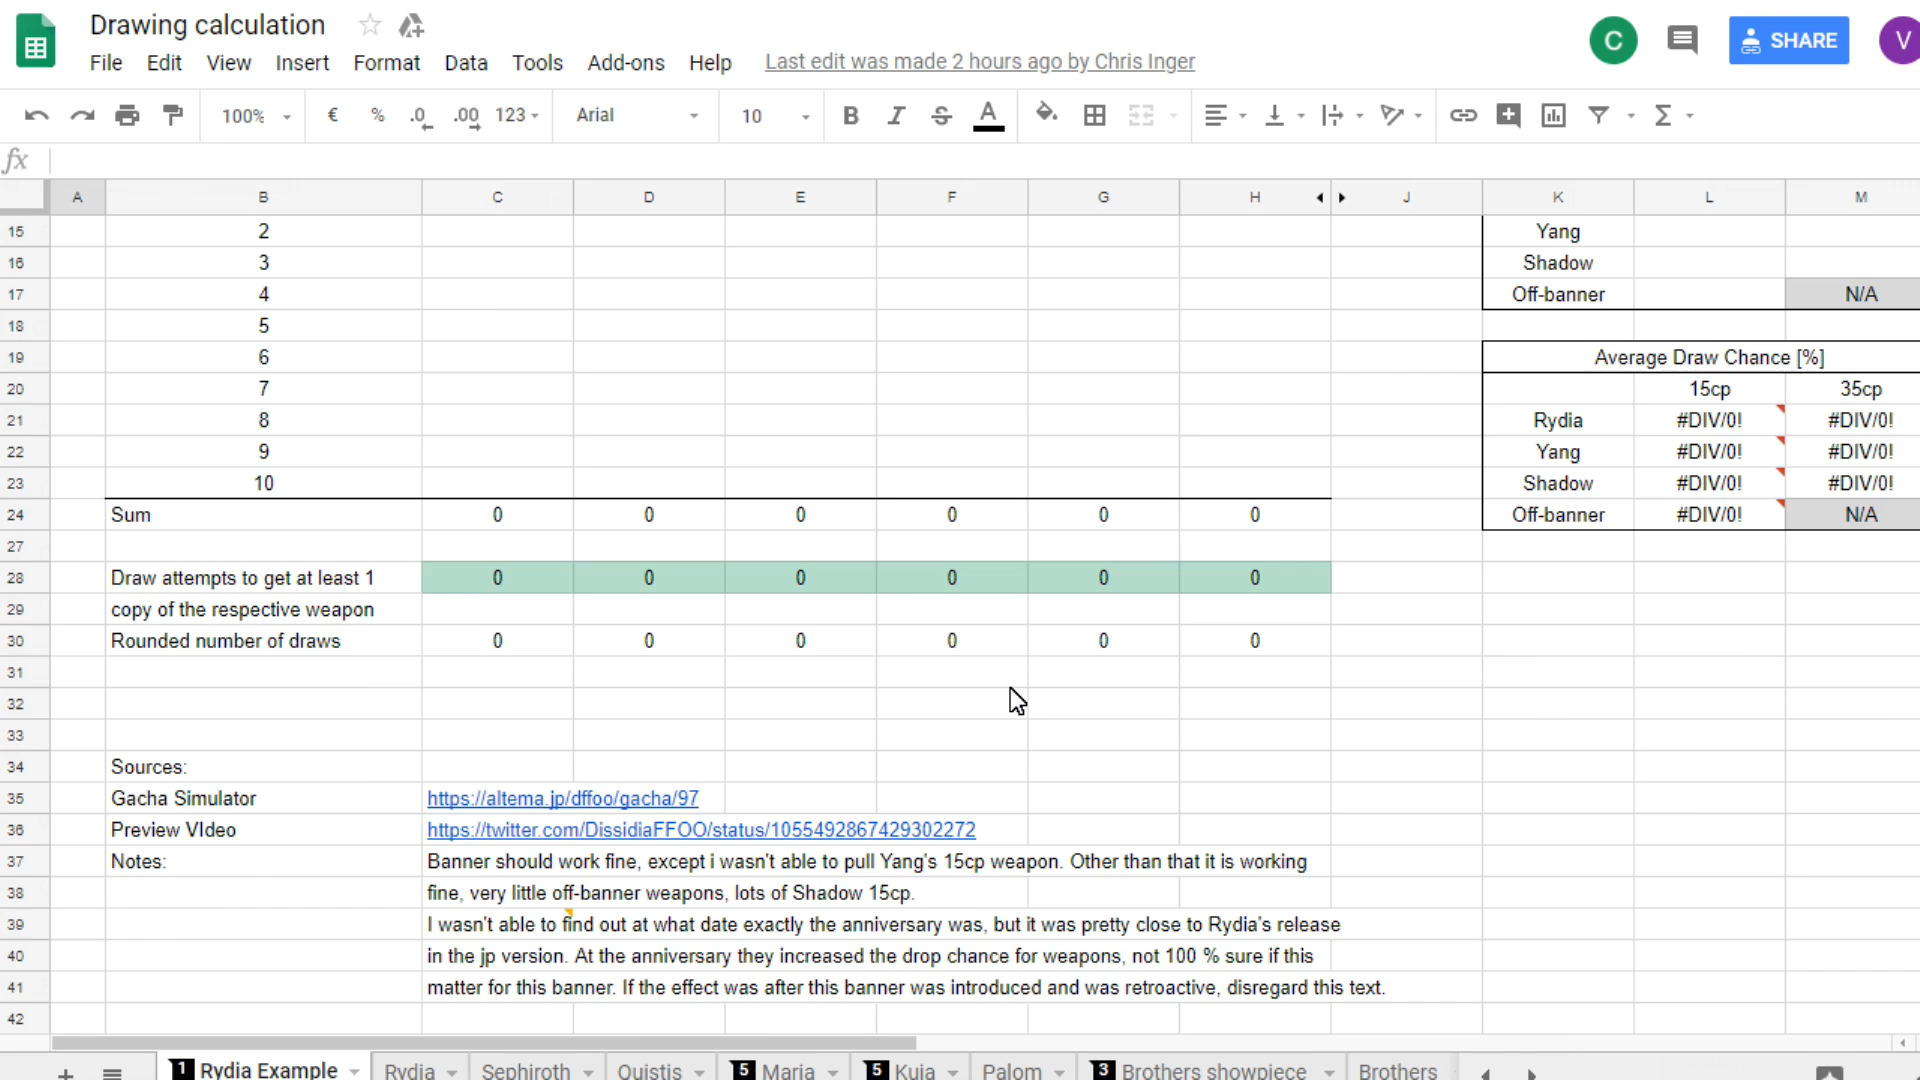 Drawing calculation
C
SHARE
V
File Edit View Insert Format Data Tools Add-ons Help Last edit was made 2 hours ago by Chris Inger
100% € % .0 .00 123 Arial 10 B I S A
fx
A B C D E F G H J K L M
15 2 Yang
16 3 Shadow
17 4 Off-banner N/A
18 5
19 6 Average Draw Chance [%]
20 7 15cp 35cp
21 8 Rydia #DIV/0! #DIV/0!
22 9 Yang #DIV/0! #DIV/0!
23 10 Shadow #DIV/0! #DIV/0!
24 Sum 0 0 0 0 0 0 Off-banner #DIV/0! N/A
27
28 Draw attempts to get at least 1 0 0 0 0 0 0
29 copy of the respective weapon
30 Rounded number of draws 0 0 0 0 0 0
31
32
33
34 Sources:
35 Gacha Simulator https://altema.jp/dffoo/gacha/97
36 Preview VIdeo https://twitter.com/DissidiaFFOO/status/1055492867429302272
37 Notes: Banner should work fine, except i wasn't able to pull Yang's 15cp weapon. Other than that it is working
38 fine, very little off-banner weapons, lots of Shadow 15cp.
39 I wasn't able to find out at what date exactly the anniversary was, but it was pretty close to Rydia's release
40 in the jp version. At the anniversary they increased the drop chance for weapons, not 100 % sure if this
41 matter for this banner. If the effect was after this banner was introduced and was retroactive, disregard this text.
42
1 Rydia Example Rydia Sephiroth Quistis 5 Maria 5 Kuja Palom 3 Brothers showpiece Brothers